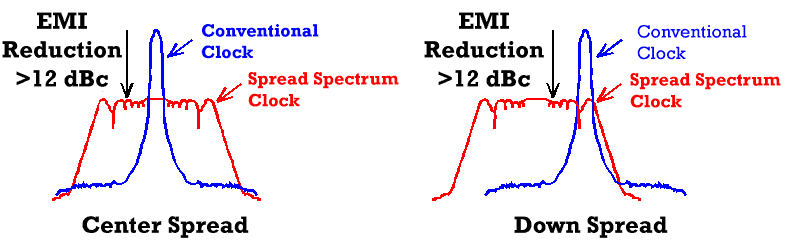 EMI
Reduction
>12 dBc
Conventional
Clock
Spread Spectrum
Clock
Center Spread
EMI
Reduction
>12 dBc
Conventional
Clock
Spread Spectrum
Clock
Down Spread